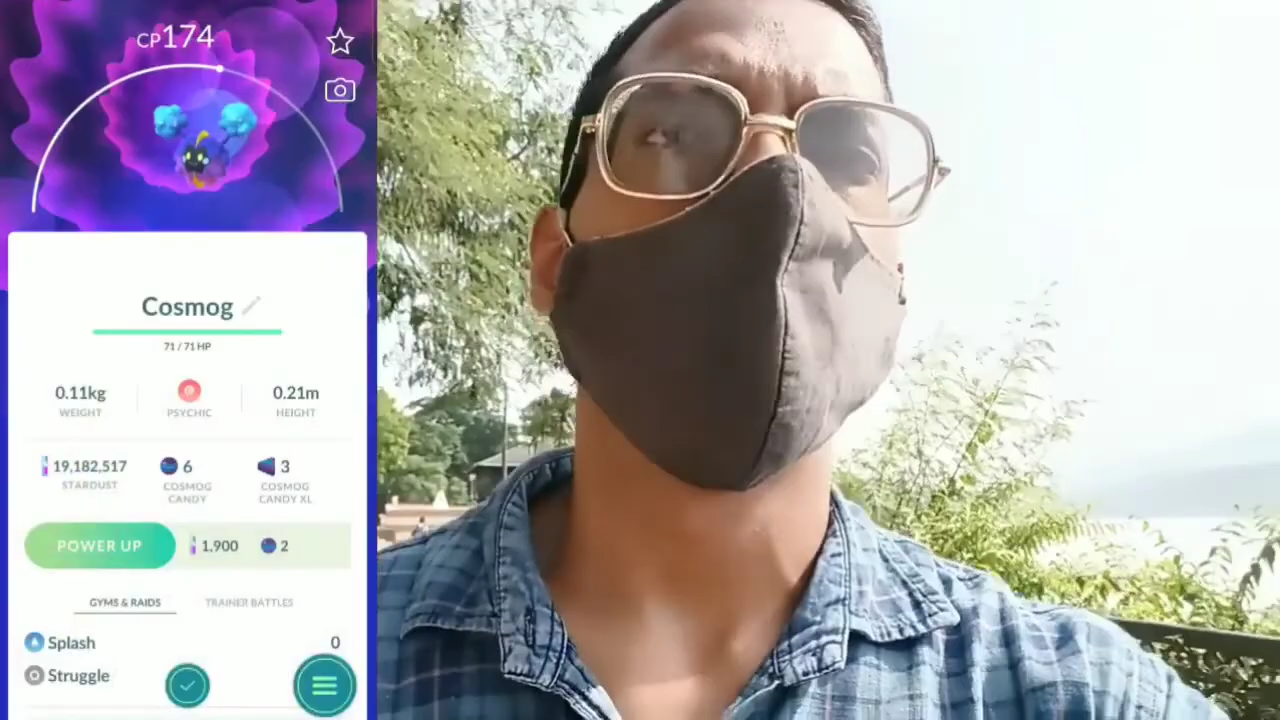 CP174
Cosmog
71 / 71 HP
0.11kg
WEIGHT
PSYCHIC
0.21m
HEIGHT
19,182,517
STARDUST
6
COSMOG
CANDY
3
COSMOG
CANDY XL
POWER UP
1,900
2
GYMS & RAIDS
TRAINER BATTLES
Splash
0
Struggle